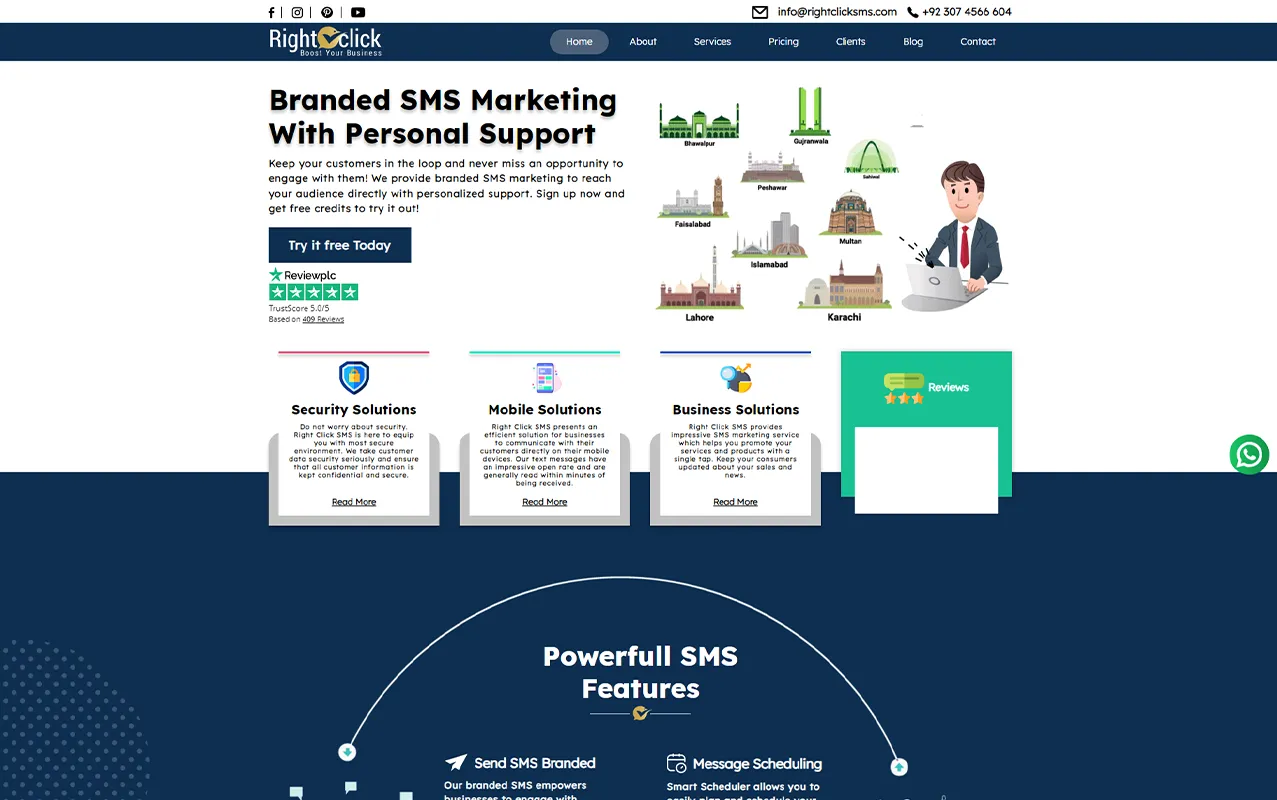 info@rightclicksms.com +92 307 4566 604
Right click
Boost Your Business
Home About Services Pricing Clients Blog Contact
Branded SMS Marketing
With Personal Support
Keep your customers in the loop and never miss an opportunity to
engage with them! We provide branded SMS marketing to reach
your audience directly with personalized support. Sign up now and
get free credits to try it out!
Try it free Today
Reviewplc
TrustScore 5.0/5
Based on 409 Reviews
Bhawalpur
Gujranwala
Peshawar
Sahiwal
Faisalabad
Multan
Islamabad
Lahore
Karachi
Security Solutions
Do not worry about security.
Right Click SMS is here to equip
you with most secure
environment. We take customer
data security seriously and ensure
that all customer information is
kept confidential and secure.
Read More
Mobile Solutions
Right Click SMS presents an
efficient solution for businesses
to communicate with their
customers directly on their mobile
devices. Our text messages have
an impressive open rate and are
generally read within minutes of
being received.
Read More
Business Solutions
Right Click SMS provides
impressive SMS marketing service
which helps you promote your
services and products with a
single tap. Keep your consumers
updated about your sales and
news.
Read More
Reviews
Powerfull SMS
Features
Send SMS Branded
Our branded SMS empowers
businesses to engage with
Message Scheduling
Smart Scheduler allows you to
easily plan and schedule your